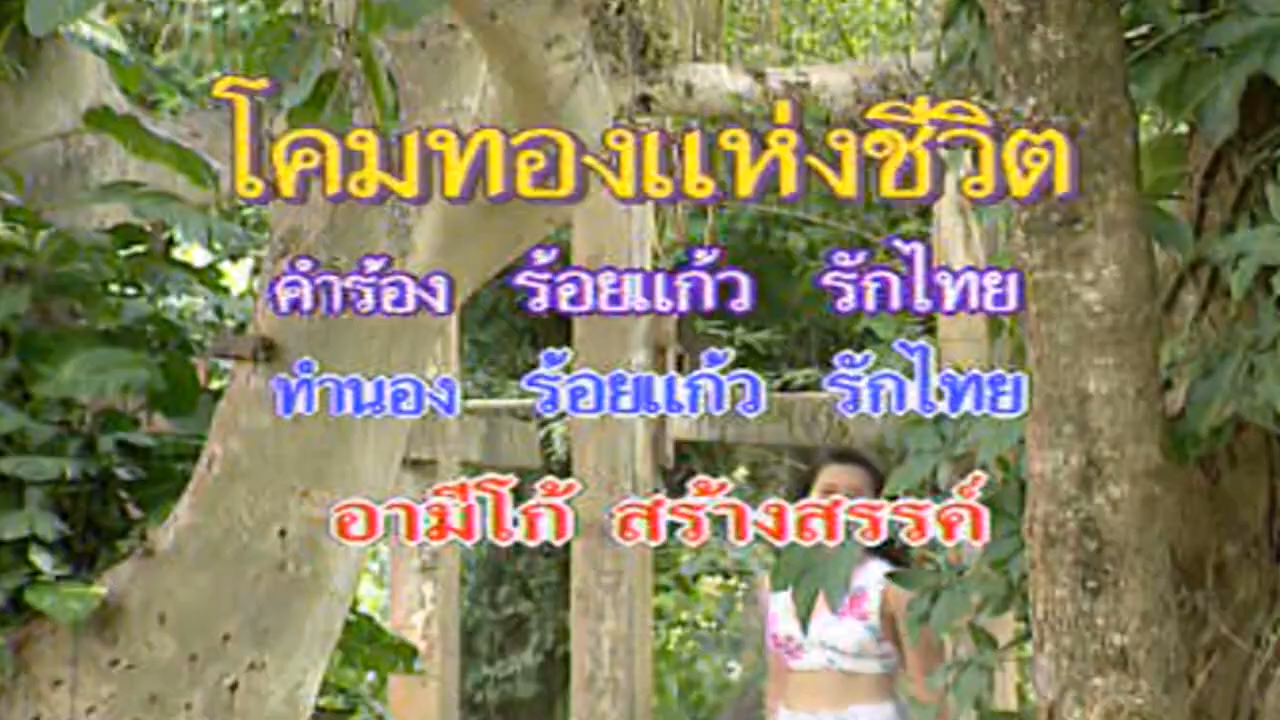 โคมทองแห่งชีวิต
คำร้อง ร้อยแก้ว รักไทย
ทำนอง ร้อยแก้ว รักไทย
อามีโก้ สร้างสรรค์